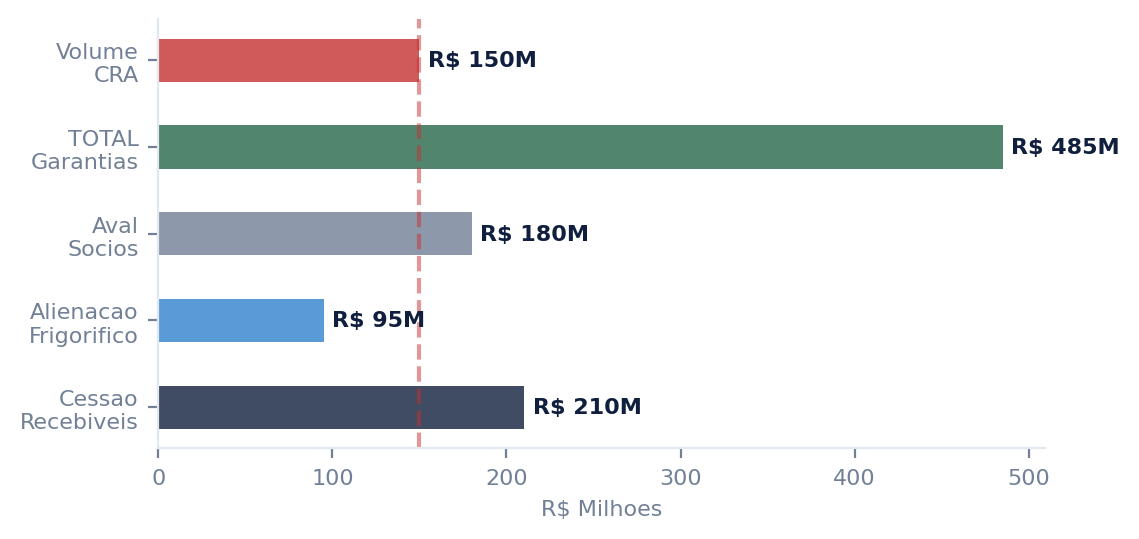 Volume
CRA
R$ 150M
TOTAL
Garantias
R$ 485M
Aval
Socios
R$ 180M
Alienacao
Frigorifico
R$ 95M
Cessao
Recebiveis
R$ 210M
0 100 200 300 400 500
R$ Milhoes